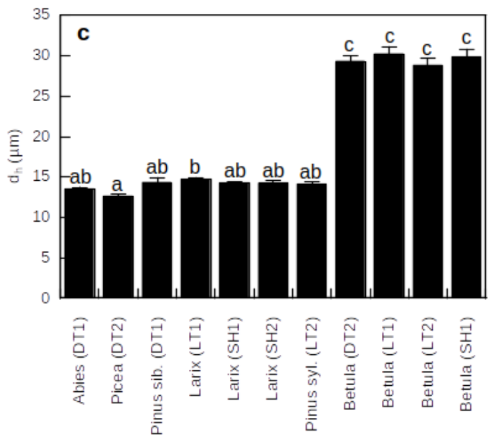 c
35
30
25
20
15
10
5
0
dh (µm)
ab
a
ab
b
ab
ab
ab
c
c
c
c
Abies (DT1)
Picea (DT2)
Pinus sib. (DT1)
Larix (LT1)
Larix (SH1)
Larix (SH2)
Pinus syl. (LT2)
Betula (DT2)
Betula (LT1)
Betula (LT2)
Betula (SH1)